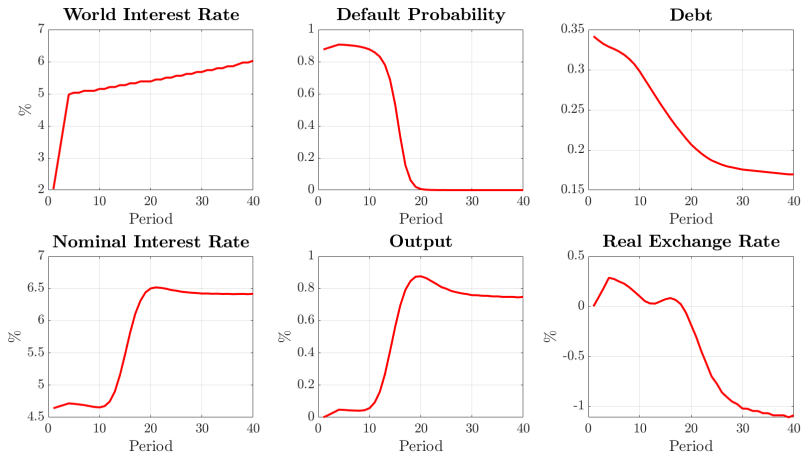 World Interest Rate
7
6
5
4
3
2
%
0 10 20 30 40
Period
Default Probability
1
0.8
0.6
0.4
0.2
0
0 10 20 30 40
Period
Debt
0.35
0.3
0.25
0.2
0.15
0 10 20 30 40
Period
Nominal Interest Rate
7
6.5
6
5.5
5
4.5
%
0 10 20 30 40
Period
Output
1
0.8
0.6
0.4
0.2
0
%
0 10 20 30 40
Period
Real Exchange Rate
0.5
0
-0.5
-1
%
0 10 20 30 40
Period